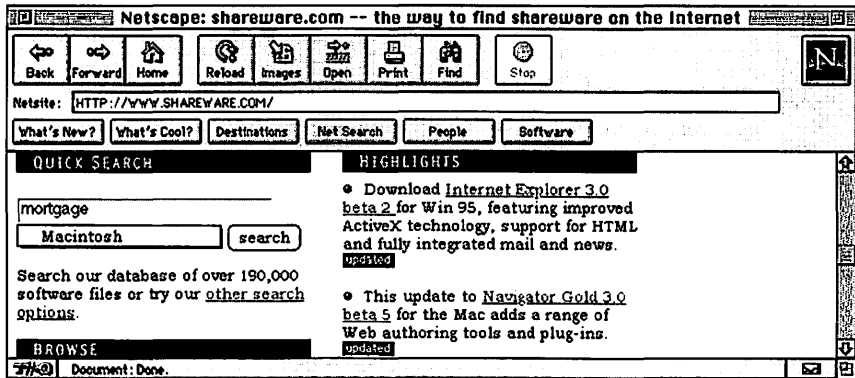 Netscape: shareware.com -- the way to find shareware on the Internet
Back Forward Home Reload Images Open Print Find Stop
N
Netsite: HTTP://WWW.SHAREWARE.COM/
What's New? What's Cool? Destinations Net Search People Software
QUICK SEARCH
mortgage
Macintosh search
Search our database of over 190,000
software files or try our other search
options.
BROWSE
HIGHLIGHTS
Download Internet Explorer 3.0
beta 2 for Win 95, featuring improved
ActiveX technology, support for HTML
and fully integrated mail and news.
updated
This update to Navigator Gold 3.0
beta 5 for the Mac adds a range of
Web authoring tools and plug-ins.
updated
Document: Done.